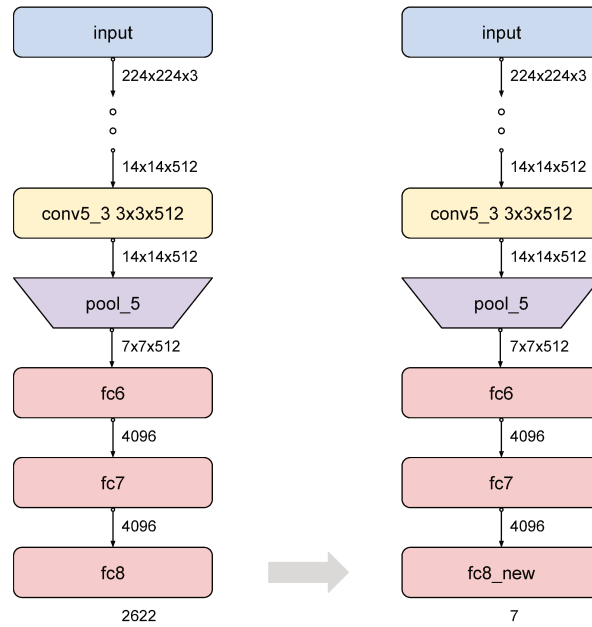 input
224x224x3
14x14x512
conv5_3 3x3x512
14x14x512
pool_5
7x7x512
fc6
4096
fc7
4096
fc8
2622
input
224x224x3
14x14x512
conv5_3 3x3x512
14x14x512
pool_5
7x7x512
fc6
4096
fc7
4096
fc8_new
7